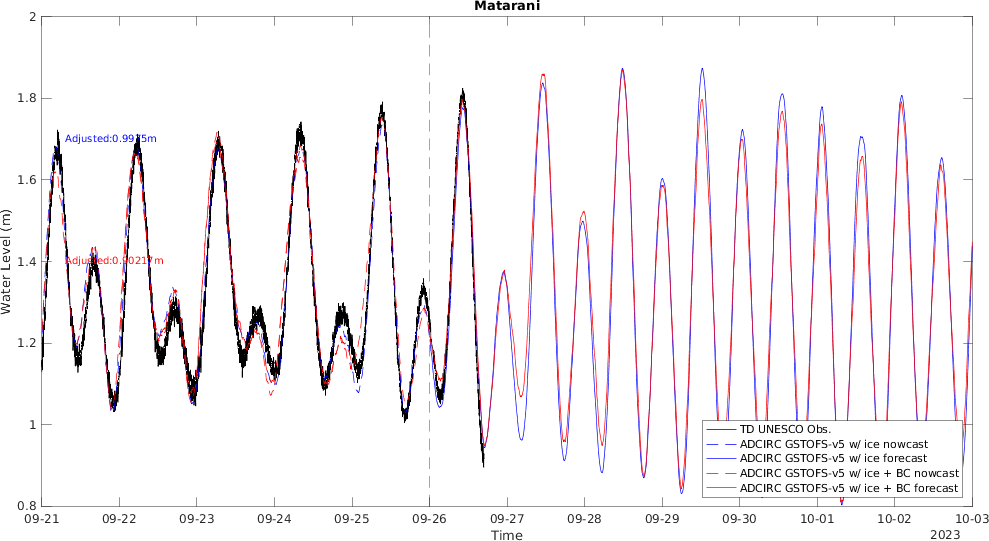 Matarani
2
1.8
1.6
1.4
1.2
1
0.8
Water Level (m)
Adjusted:0.9975m
Adjusted:0.90217m
TD UNESCO Obs.
ADCIRC GSTOFS-v5 w/ ice nowcast
ADCIRC GSTOFS-v5 w/ ice forecast
ADCIRC GSTOFS-v5 w/ ice + BC nowcast
ADCIRC GSTOFS-v5 w/ ice + BC forecast
09-21 09-22 09-23 09-24 09-25 09-26 09-27 09-28 09-29 09-30 10-01 10-02 10-03
Time
2023